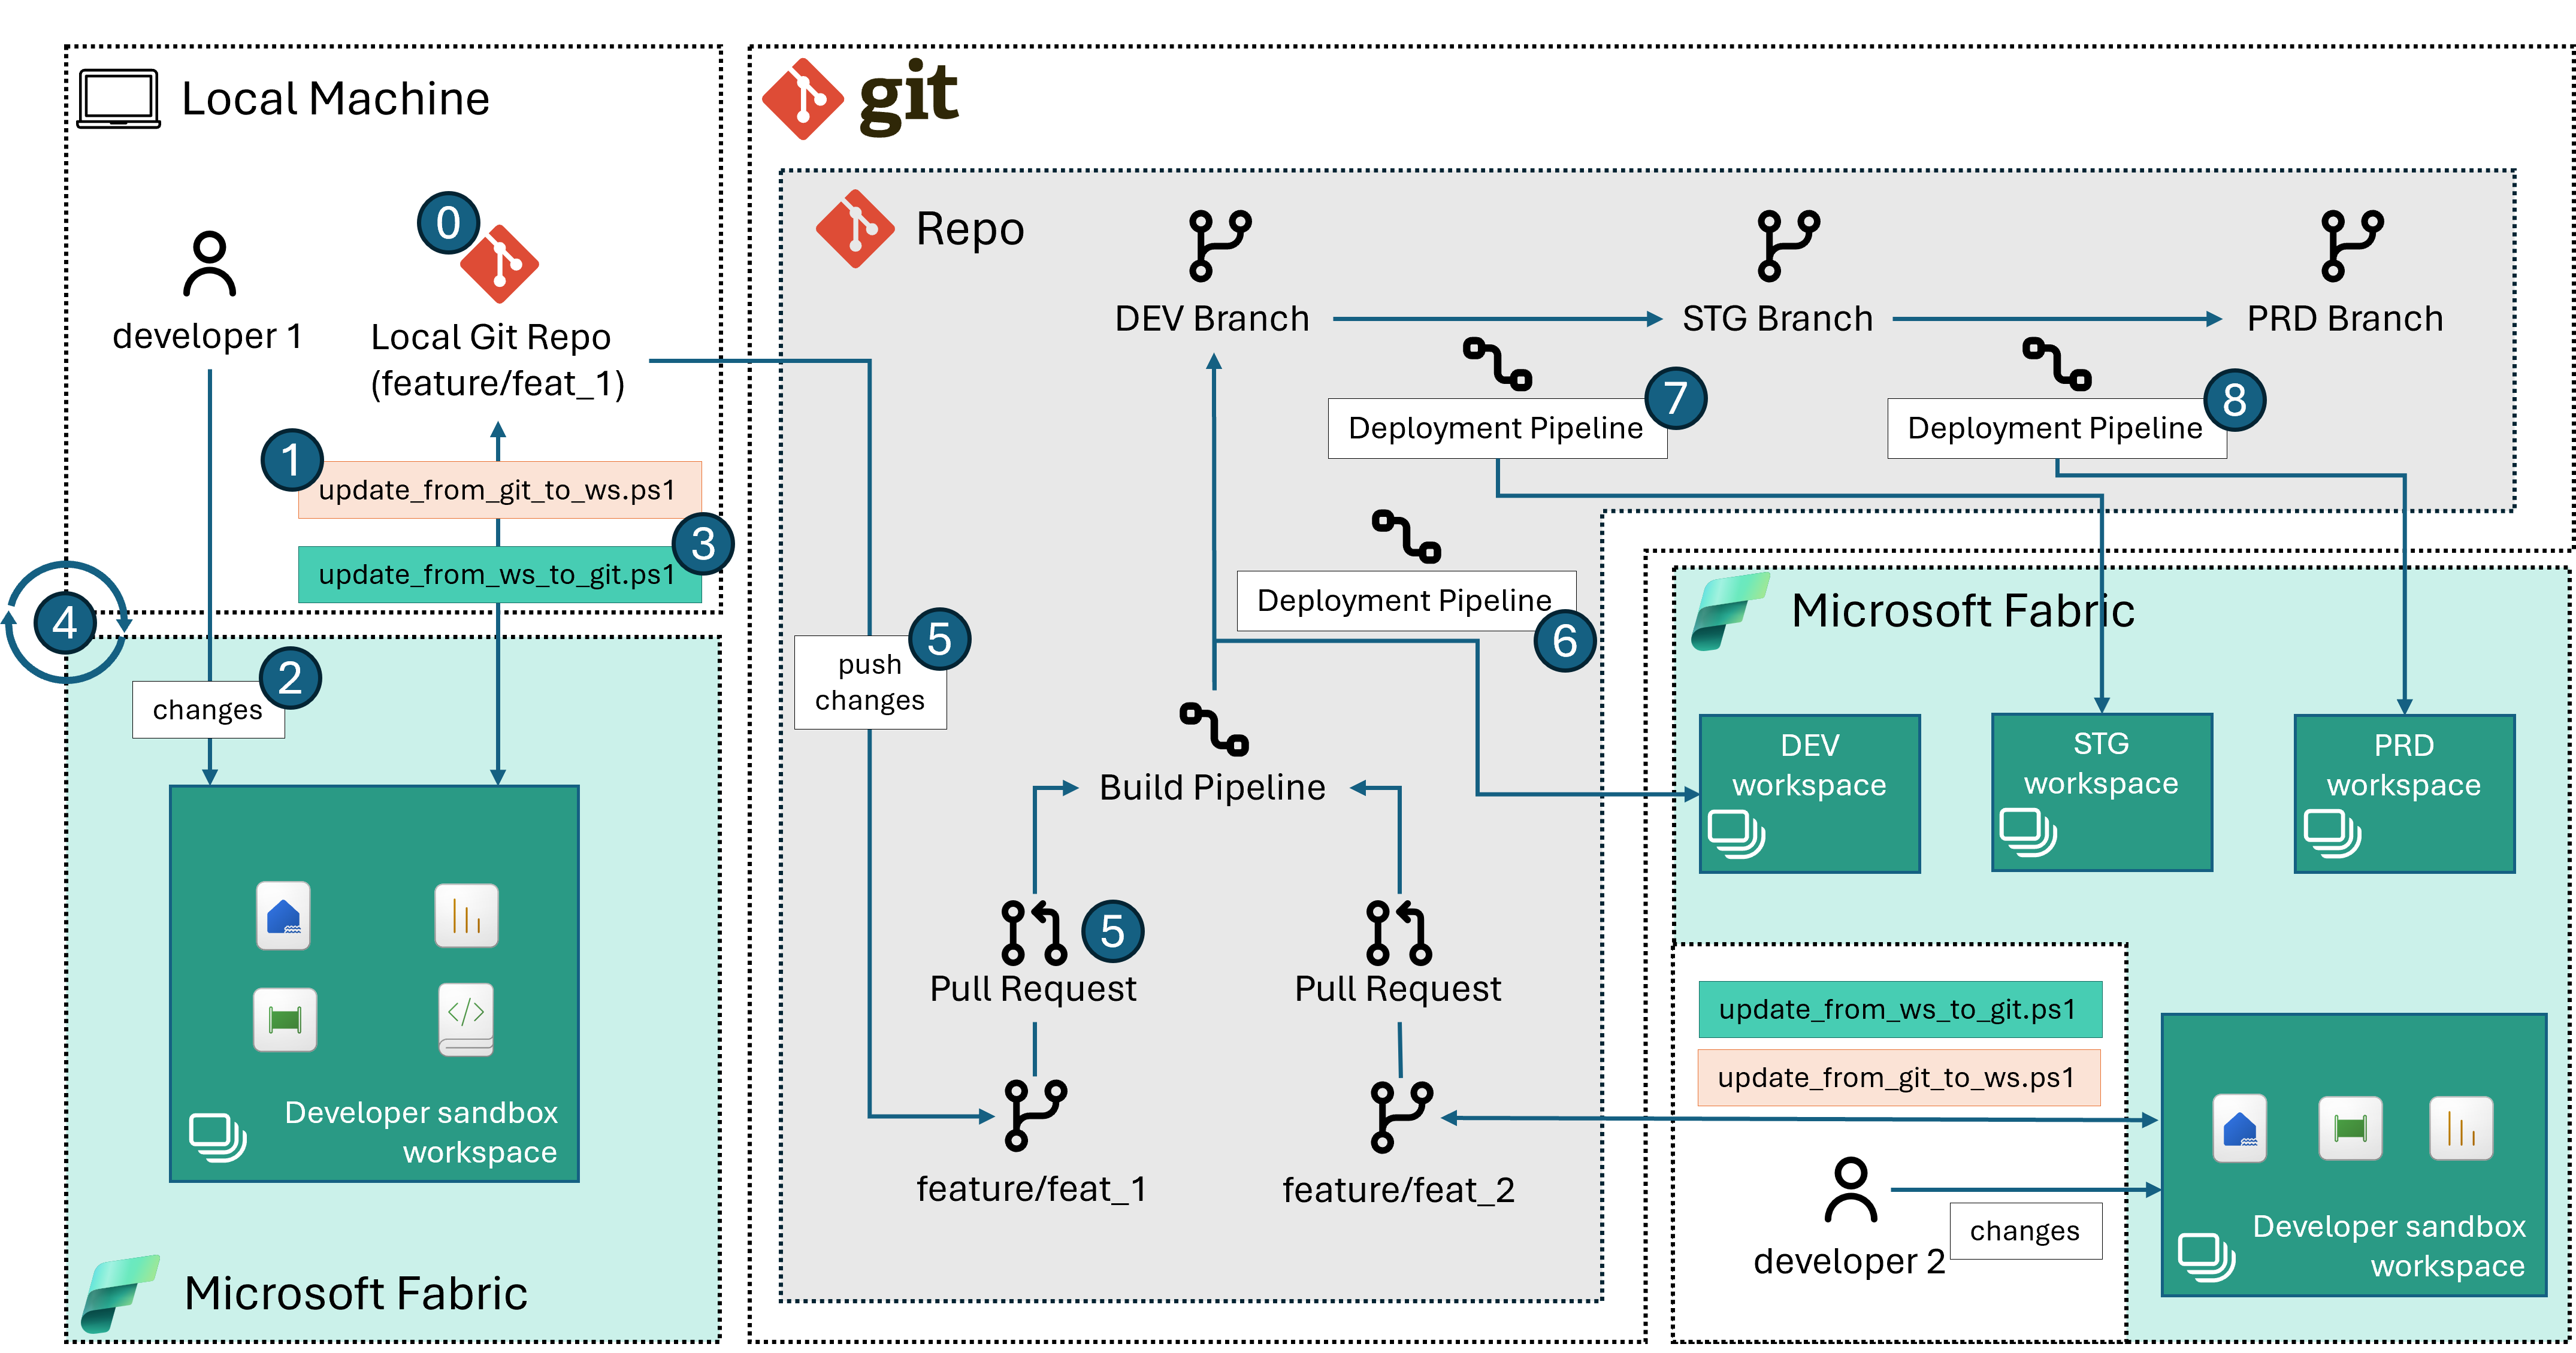 Local Machine
0
developer 1
Local Git Repo
(feature/feat_1)
1
update_from_git_to_ws.ps1
3
update_from_ws_to_git.ps1
4
2
changes
Developer sandbox
workspace
Microsoft Fabric
git
Repo
DEV Branch
STG Branch
PRD Branch
7
Deployment Pipeline
8
Deployment Pipeline
Deployment Pipeline
6
5
push
changes
Build Pipeline
5
Pull Request
Pull Request
feature/feat_1
feature/feat_2
Microsoft Fabric
DEV
workspace
STG
workspace
PRD
workspace
update_from_ws_to_git.ps1
update_from_git_to_ws.ps1
developer 2
changes
Developer sandbox
workspace